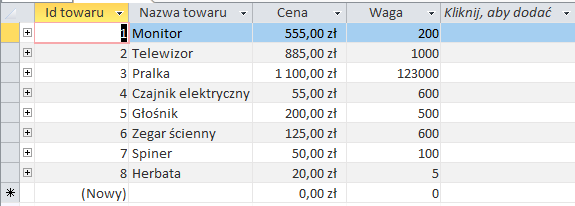 Id towaru Nazwa towaru Cena Waga Kliknij, aby dodać
1 Monitor 555,00 zł 200
2 Telewizor 885,00 zł 1000
3 Pralka 1 100,00 zł 123000
4 Czajnik elektryczny 55,00 zł 600
5 Głośnik 200,00 zł 500
6 Zegar ścienny 125,00 zł 600
7 Spiner 50,00 zł 100
8 Herbata 20,00 zł 5
(Nowy) 0,00 zł 0